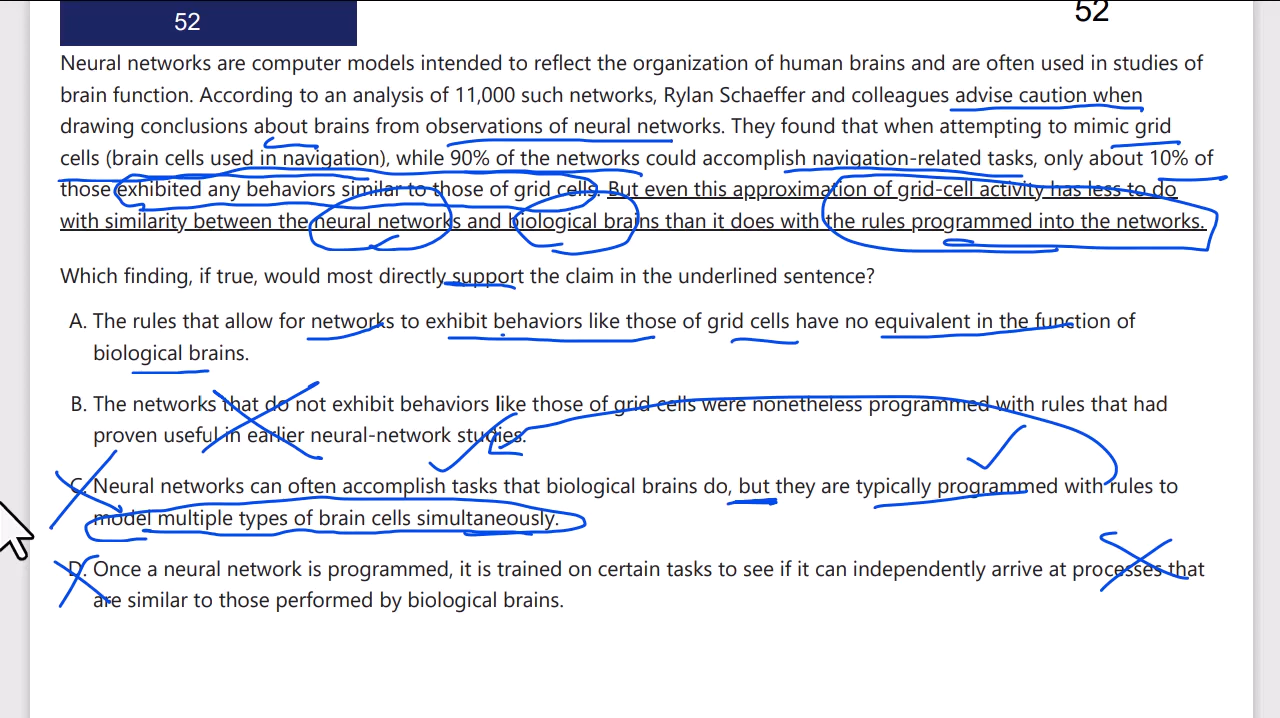 52
52
Neural networks are computer models intended to reflect the organization of human brains and are often used in studies of
brain function. According to an analysis of 11,000 such networks, Rylan Schaeffer and colleagues advise caution when
drawing conclusions about brains from observations of neural networks. They found that when attempting to mimic grid
cells (brain cells used in navigation), while 90% of the networks could accomplish navigation-related tasks, only about 10% of
those exhibited any behaviors similar to those of grid cells. But even this approximation of grid-cell activity has less to do
with similarity between the neural networks and biological brains than it does with the rules programmed into the networks.
Which finding, if true, would most directly support the claim in the underlined sentence?
A. The rules that allow for networks to exhibit behaviors like those of grid cells have no equivalent in the function of
biological brains.
B. The networks that do not exhibit behaviors like those of grid cells were nonetheless programmed with rules that had
proven useful in earlier neural-network studies.
C. Neural networks can often accomplish tasks that biological brains do, but they are typically programmed with rules to
model multiple types of brain cells simultaneously.
D. Once a neural network is programmed, it is trained on certain tasks to see if it can independently arrive at processes that
are similar to those performed by biological brains.